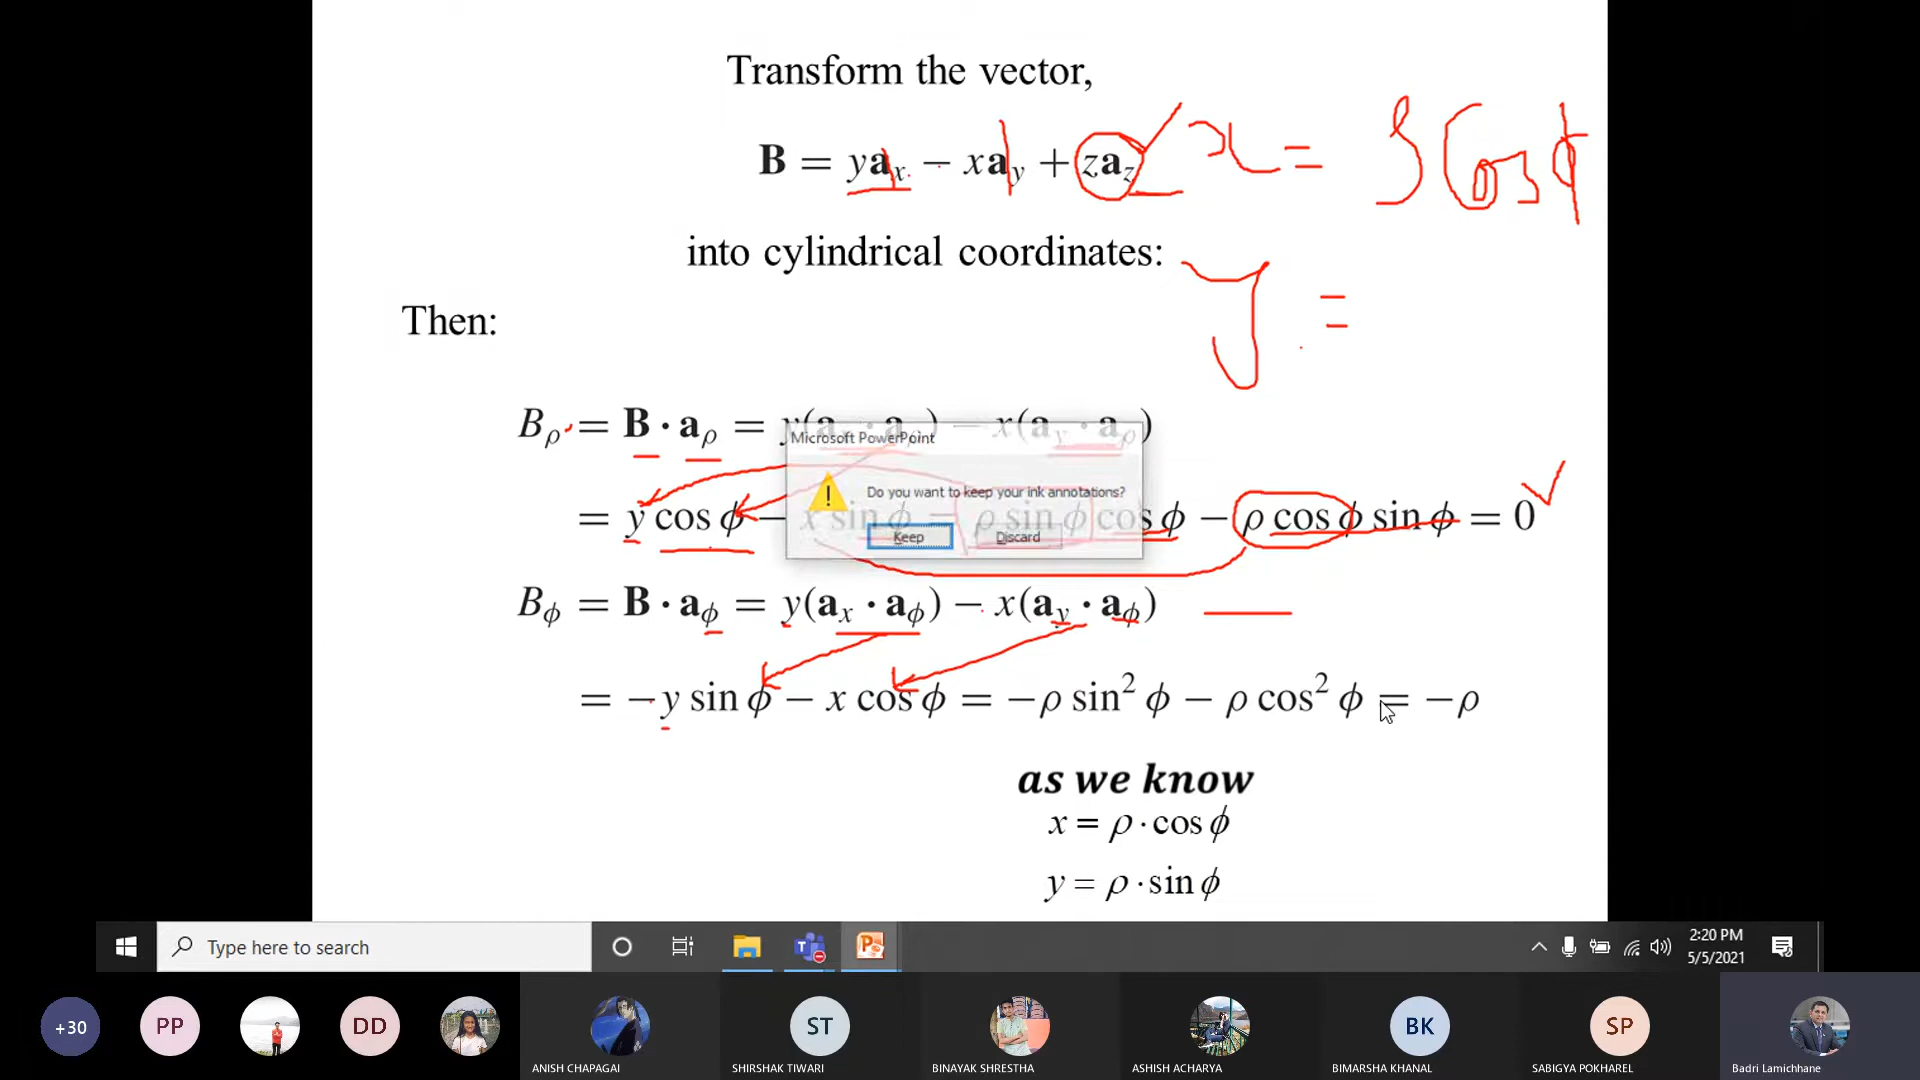 Transform the vector,
B = ya_x − xa_y + za_z
x = ρ Cos ϕ
into cylindrical coordinates:
y =
Then:
B_ρ = B · a_ρ = y(a_x · a_ρ) − x(a_y · a_ρ)
Microsoft PowerPoint
Do you want to keep your ink annotations?
Keep Discard
= y cos ϕ − x sin ϕ = ρ sin ϕ cos ϕ − ρ cos ϕ sin ϕ = 0
B_ϕ = B · a_ϕ = y(a_x · a_ϕ) − x(a_y · a_ϕ)
= −y sin ϕ − x cos ϕ = −ρ sin² ϕ − ρ cos² ϕ = −ρ
as we know
x = ρ · cos ϕ
y = ρ · sin ϕ
Type here to search
2:20 PM
5/5/2021
+30 PP DD ST BK SP
ANISH CHAPAGAI SHIRSHAK TIWARI BINAYAK SHRESTHA ASHISH ACHARYA BIMARSHA KHANAL SABIGYA POKHAREL Badri Lamichhane